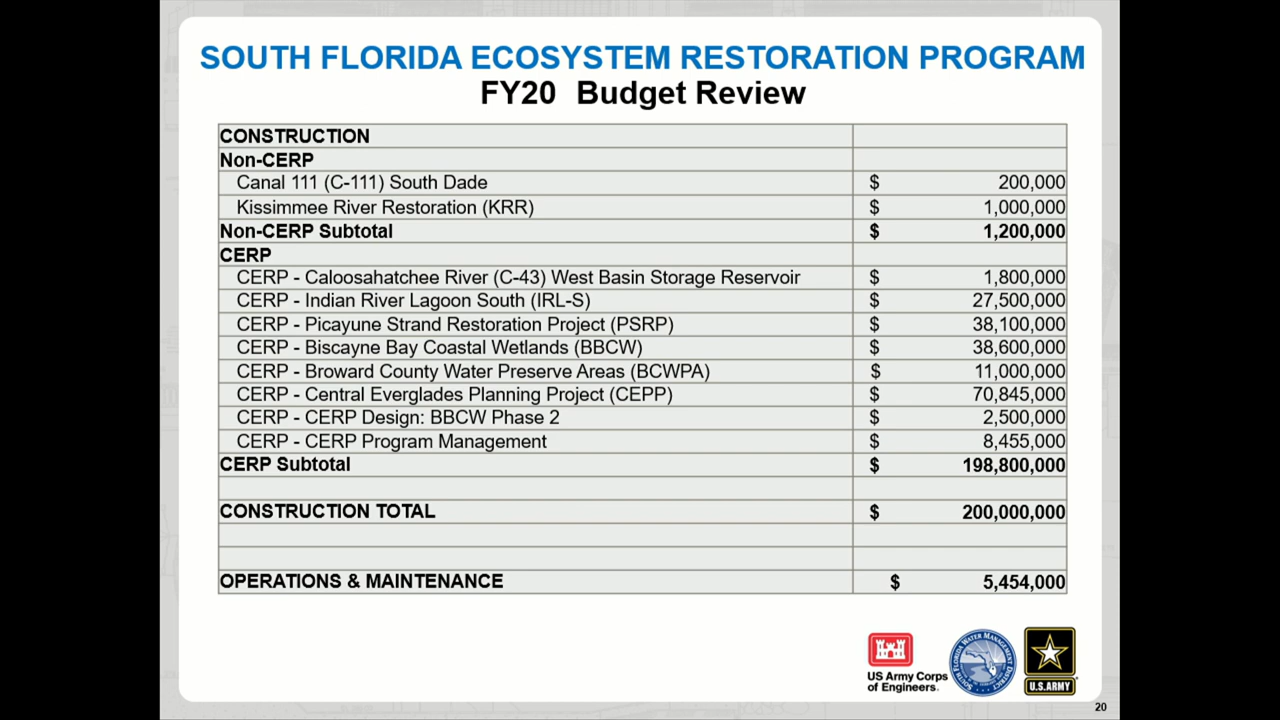 SOUTH FLORIDA ECOSYSTEM RESTORATION PROGRAM
FY20 Budget Review
CONSTRUCTION
Non-CERP
Canal 111 (C-111) South Dade $ 200,000
Kissimmee River Restoration (KRR) $ 1,000,000
Non-CERP Subtotal $ 1,200,000
CERP
CERP - Caloosahatchee River (C-43) West Basin Storage Reservoir $ 1,800,000
CERP - Indian River Lagoon South (IRL-S) $ 27,500,000
CERP - Picayune Strand Restoration Project (PSRP) $ 38,100,000
CERP - Biscayne Bay Coastal Wetlands (BBCW) $ 38,600,000
CERP - Broward County Water Preserve Areas (BCWPA) $ 11,000,000
CERP - Central Everglades Planning Project (CEPP) $ 70,845,000
CERP - CERP Design: BBCW Phase 2 $ 2,500,000
CERP - CERP Program Management $ 8,455,000
CERP Subtotal $ 198,800,000
CONSTRUCTION TOTAL $ 200,000,000
OPERATIONS & MAINTENANCE $ 5,454,000
US Army Corps
of Engineers.
SOUTH FLORIDA WATER MANAGEMENT DISTRICT
U.S.ARMY
20